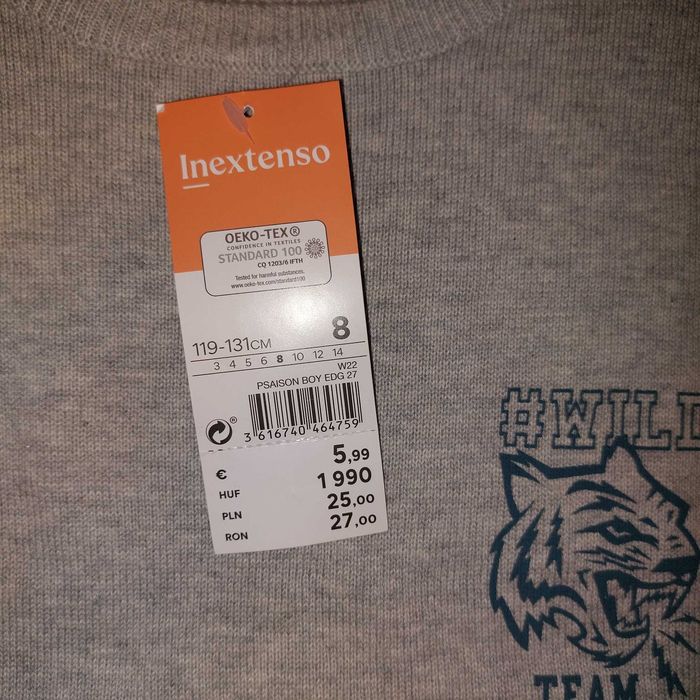 Inextenso
OEKO-TEX®
CONFIDENCE IN TEXTILES
STANDARD 100
CQ 1203/6 IFTH
Tested for harmful substances.
www.oeko-tex.com/standard100
119-131CM 8
3 4 5 6 8 10 12 14
W22
PSAISON BOY EDG 27
®
3 616740 464759
€ 5,99
HUF 1 990
PLN 25,00
RON 27,00
#WILD
TEAM